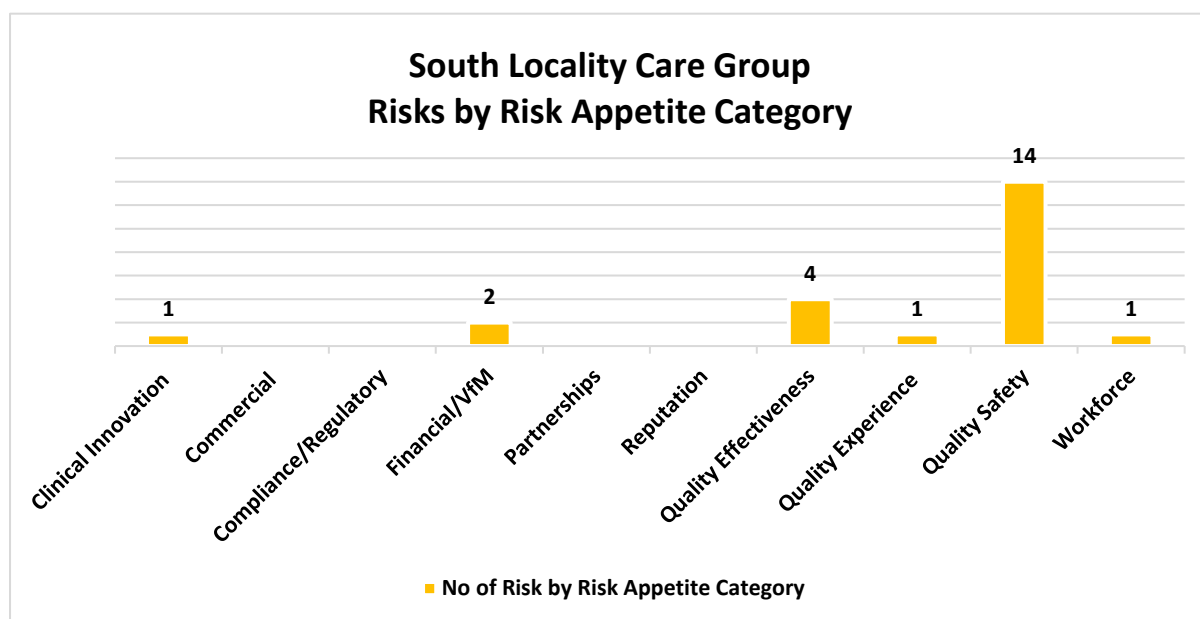 South Locality Care Group
Risks by Risk Appetite Category
1
2
4
1
14
1
Clinical Innovation
Commercial
Compliance/Regulatory
Financial/VfM
Partnerships
Reputation
Quality Effectiveness
Quality Experience
Quality Safety
Workforce
No of Risk by Risk Appetite Category